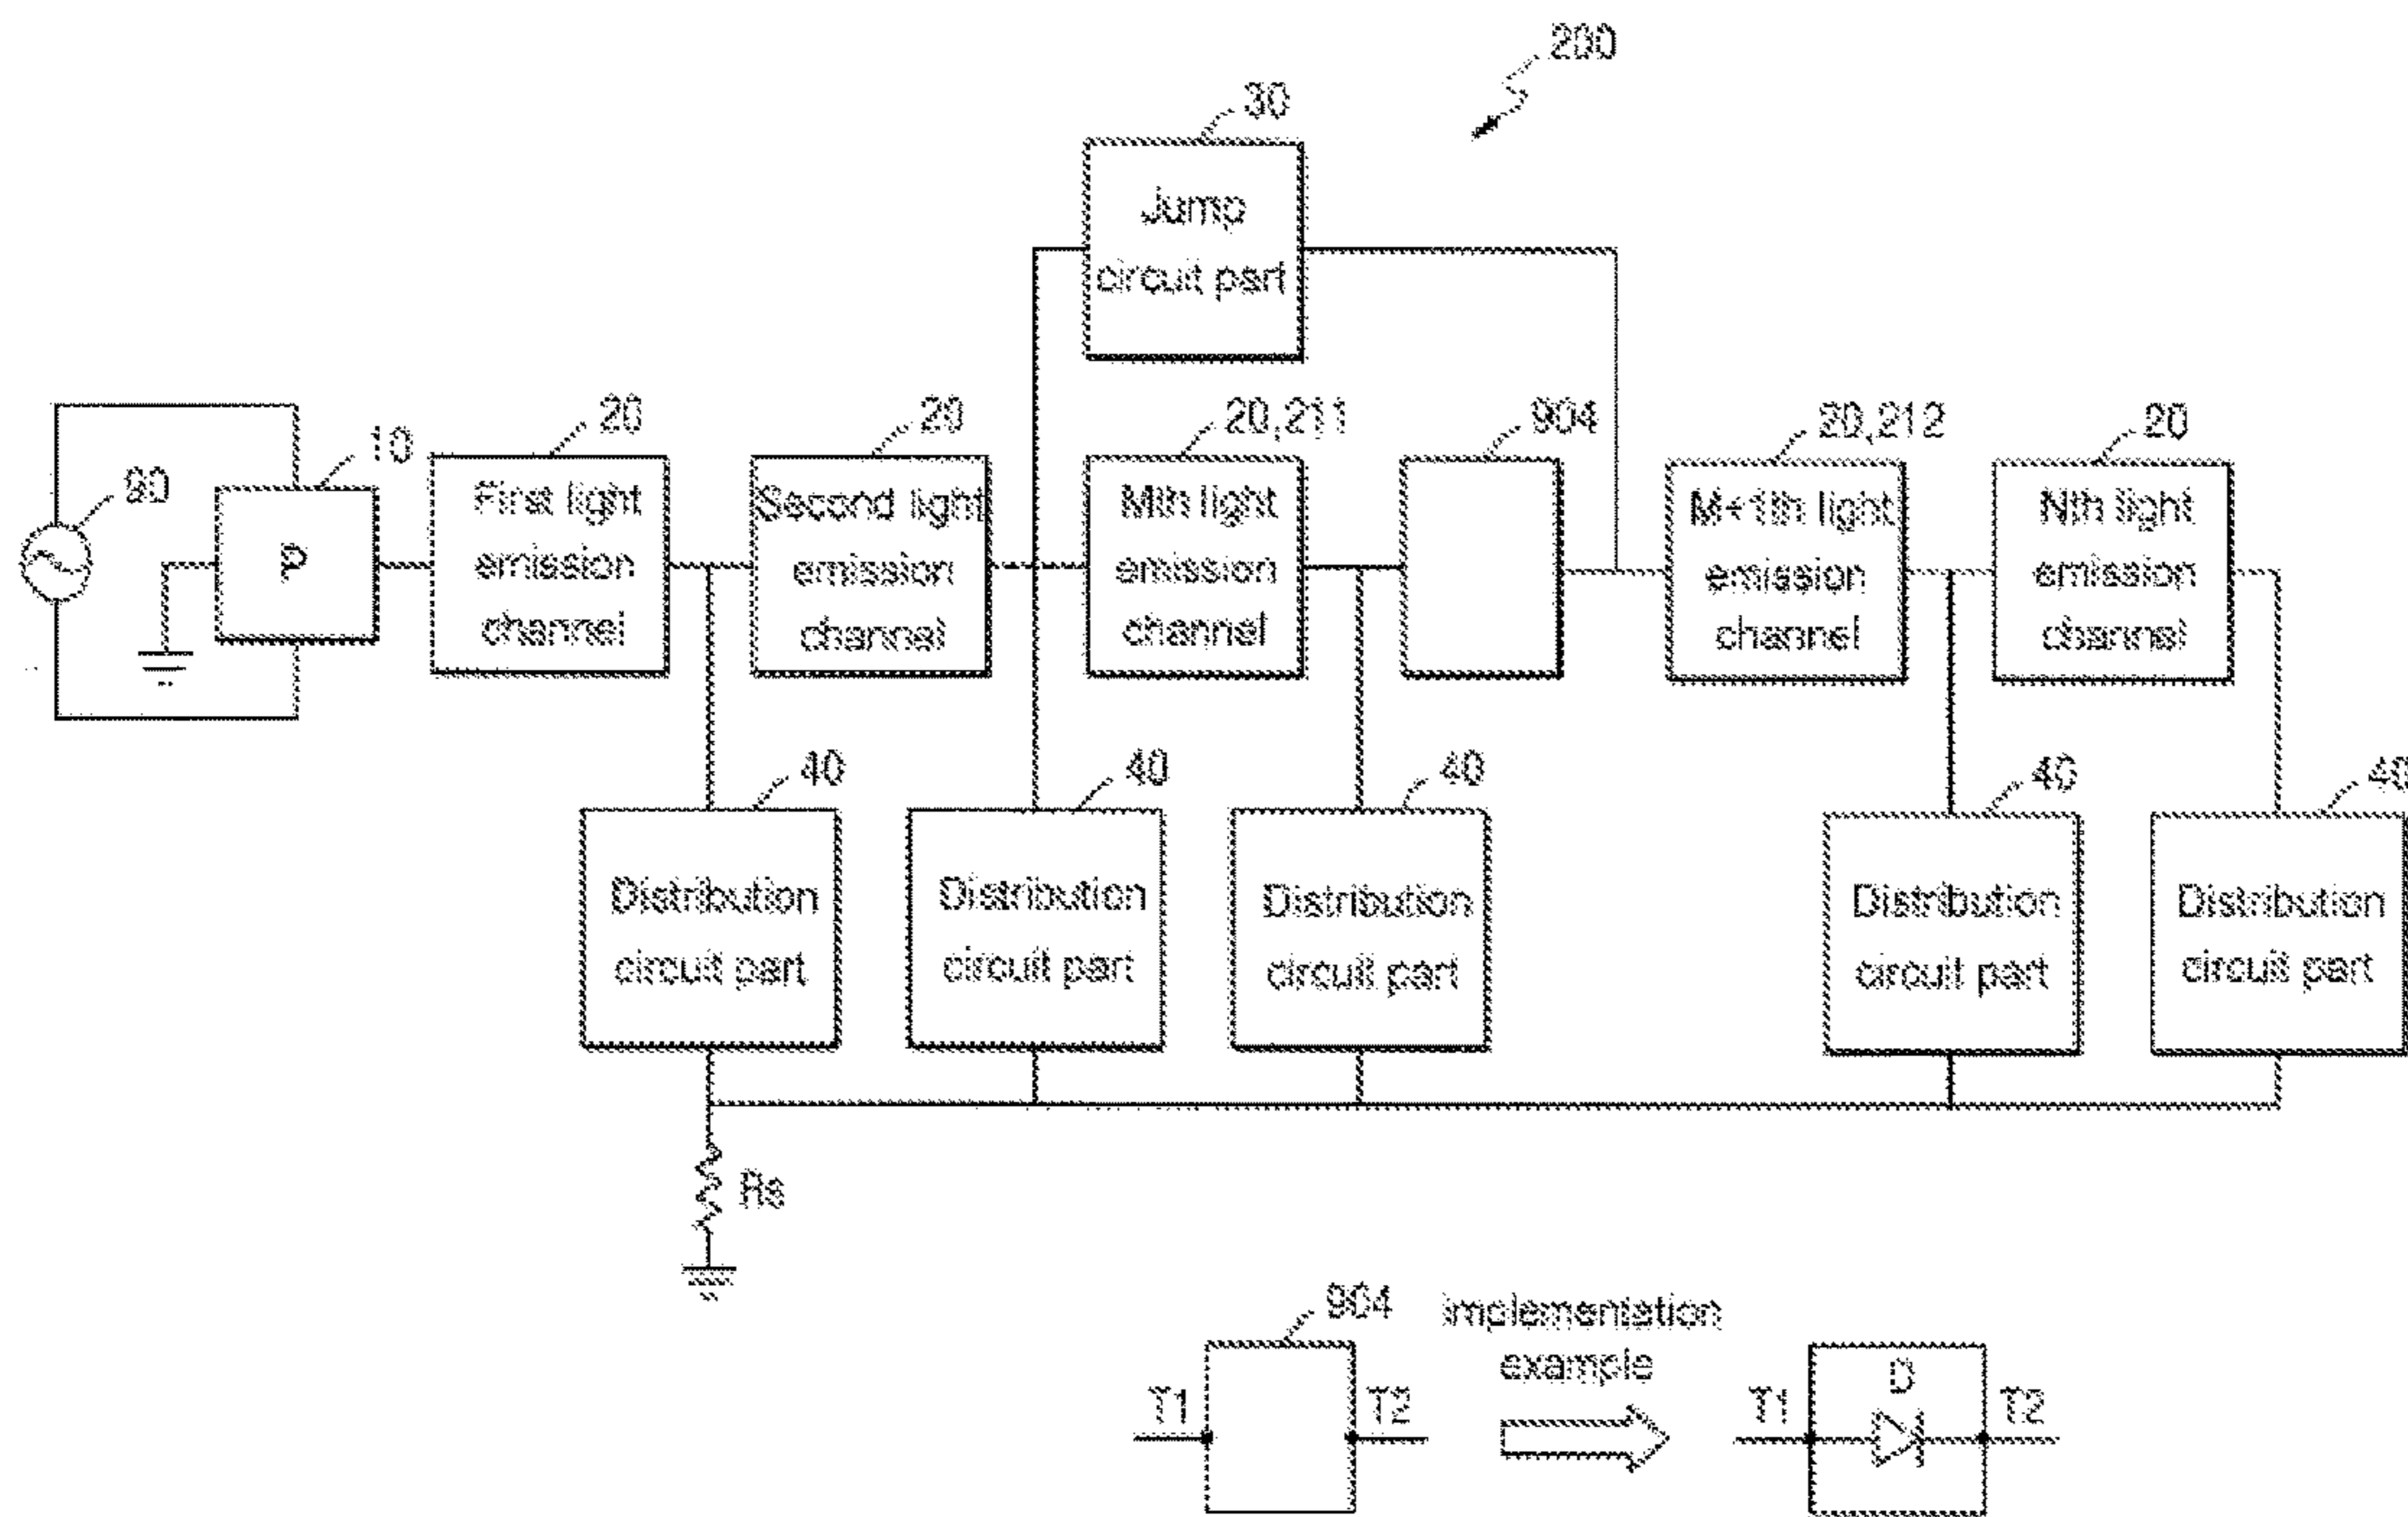 200
30
Jump
circuit part
90
10
P
20
First light
emission
channel
20
Second light
emission
channel
20,211
Mth light
emission
channel
904
20,212
M+1th light
emission
channel
20
Nth light
emission
channel
40
Distribution
circuit part
40
Distribution
circuit part
40
Distribution
circuit part
40
Distribution
circuit part
40
Distribution
circuit part
Rs
904
T1
T2
implementation
example
T1
D
T2